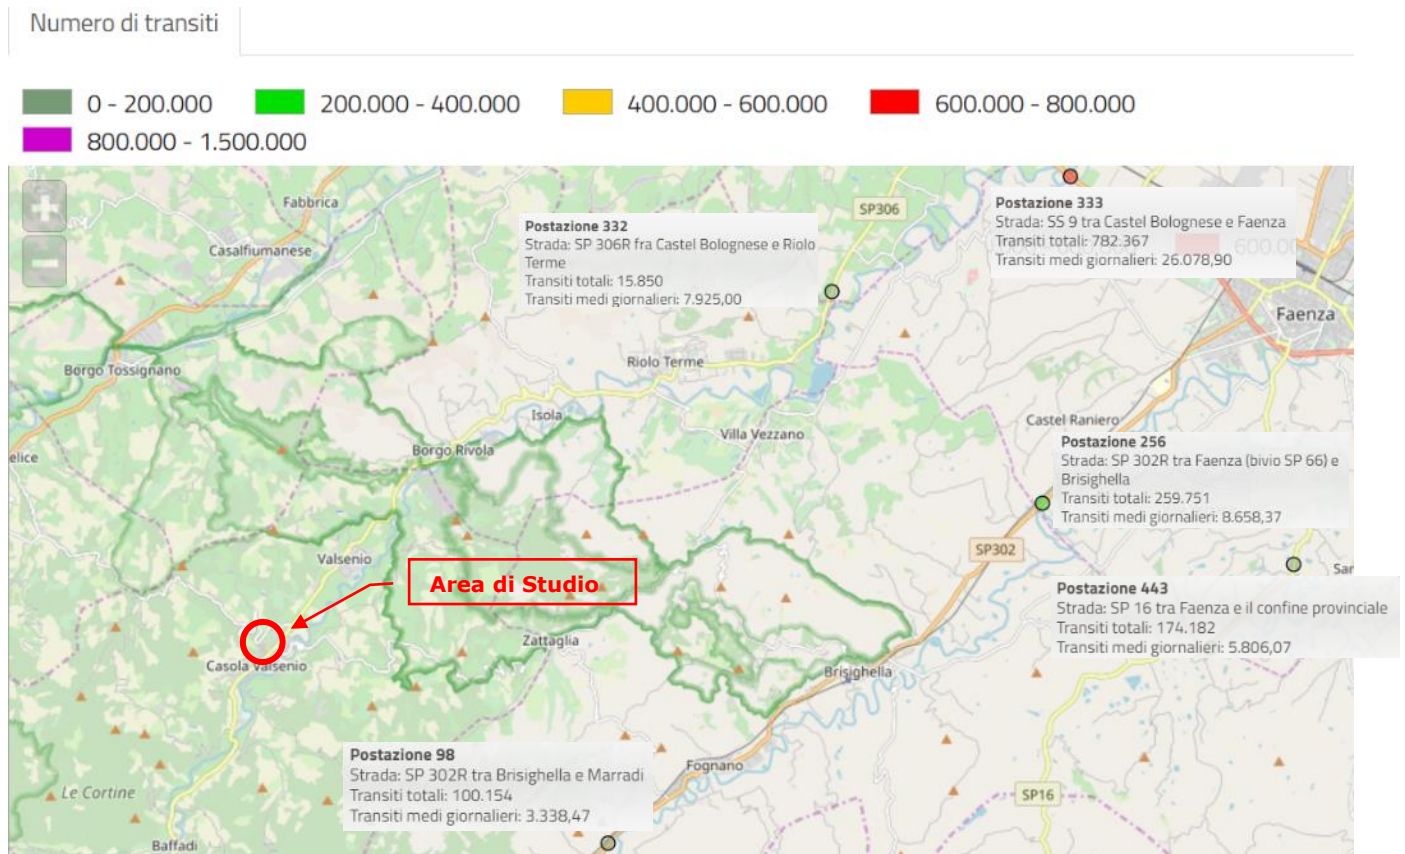 Numero di transiti
0 - 200.000
200.000 - 400.000
400.000 - 600.000
600.000 - 800.000
800.000 - 1.500.000
Fabbrica
Casalfiumanese
Postazione 332
Strada: SP 306R fra Castel Bolognese e Riolo
Terme
Transiti totali: 15.850
Transiti medi giornalieri: 7.925,00
SP306
Postazione 333
Strada: SS 9 tra Castel Bolognese e Faenza
Transiti totali: 782.367
Transiti medi giornalieri: 26.078,90
Faenza
Borgo Tossignano
Riolo Terme
Isola
Villa Vezzano
Castel Raniero
elice
Borgo Rivola
Postazione 256
Strada: SP 302R tra Faenza (bivio SP 66) e
Brisighella
Transiti totali: 259.751
Transiti medi giornalieri: 8.658,37
SP302
Valsenio
Area di Studio
San
Postazione 443
Strada: SP 16 tra Faenza e il confine provinciale
Transiti totali: 174.182
Transiti medi giornalieri: 5.806,07
Zattaglia
Casola Valsenio
Brisighella
Postazione 98
Strada: SP 302R tra Brisighella e Marradi
Transiti totali: 100.154
Transiti medi giornalieri: 3.338,47
Fognano
Le Cortine
SP16
Baffadi